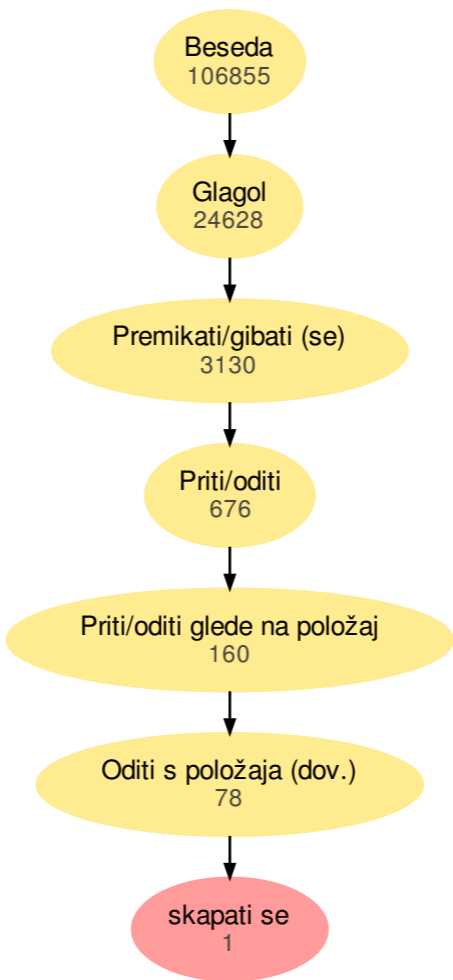 Beseda
106855
Glagol
24628
Premikati/gibati (se)
3130
Priti/oditi
676
Priti/oditi glede na položaj
160
Oditi s položaja (dov.)
78
skapati se
1